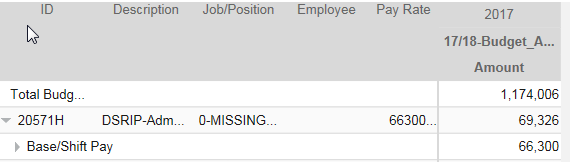 ID Description Job/Position Employee Pay Rate 2017
17/18-Budget_A...
Amount
Total Budg... 1,174,006
20571H DSRIP-Adm... 0-MISSING... 66300... 69,326
Base/Shift Pay 66,300